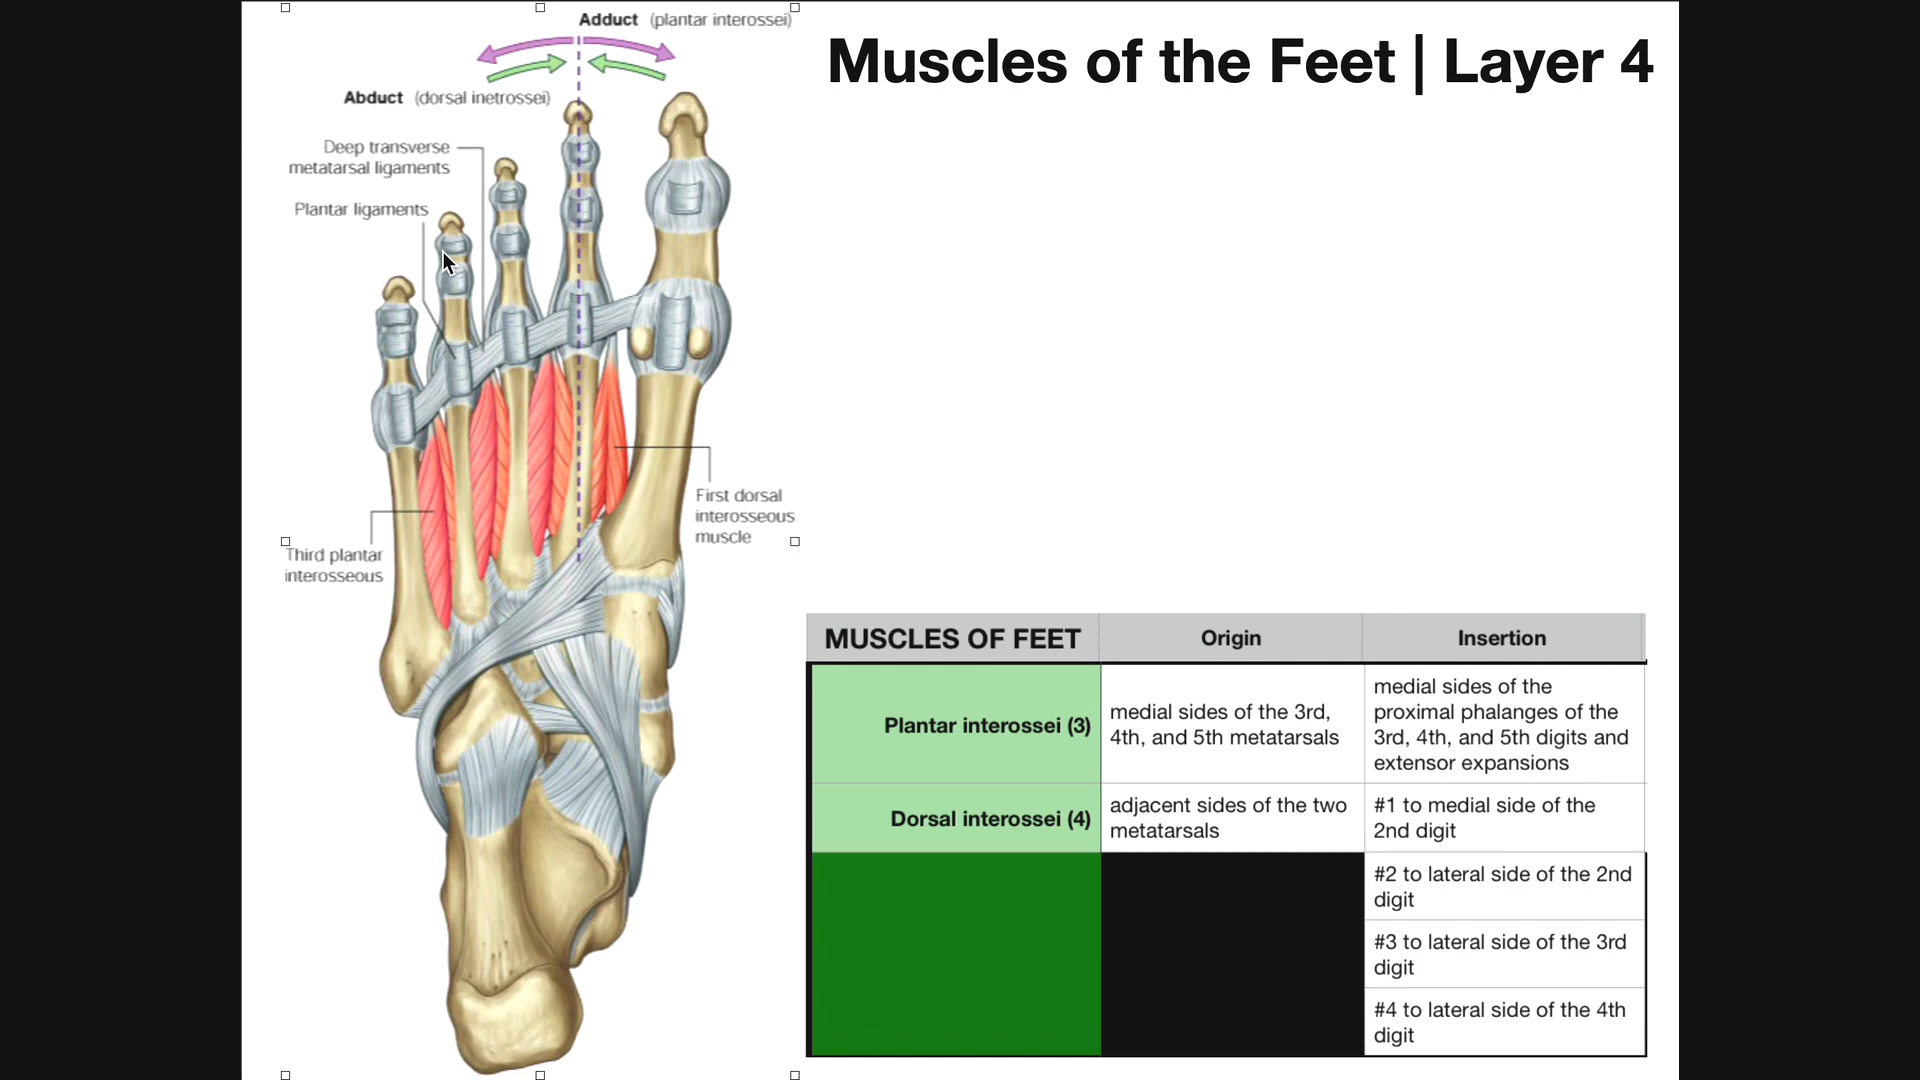 Adduct (plantar interossei)
Muscles of the Feet | Layer 4
Abduct (dorsal inetrossei)
Deep transverse
metatarsal ligaments
Plantar ligaments
First dorsal
interosseous
muscle
Third plantar
interosseous
MUSCLES OF FEET Origin Insertion
Plantar interossei (3)
medial sides of the 3rd,
4th, and 5th metatarsals
medial sides of the
proximal phalanges of the
3rd, 4th, and 5th digits and
extensor expansions
Dorsal interossei (4)
adjacent sides of the two
metatarsals
#1 to medial side of the
2nd digit
#2 to lateral side of the 2nd
digit
#3 to lateral side of the 3rd
digit
#4 to lateral side of the 4th
digit